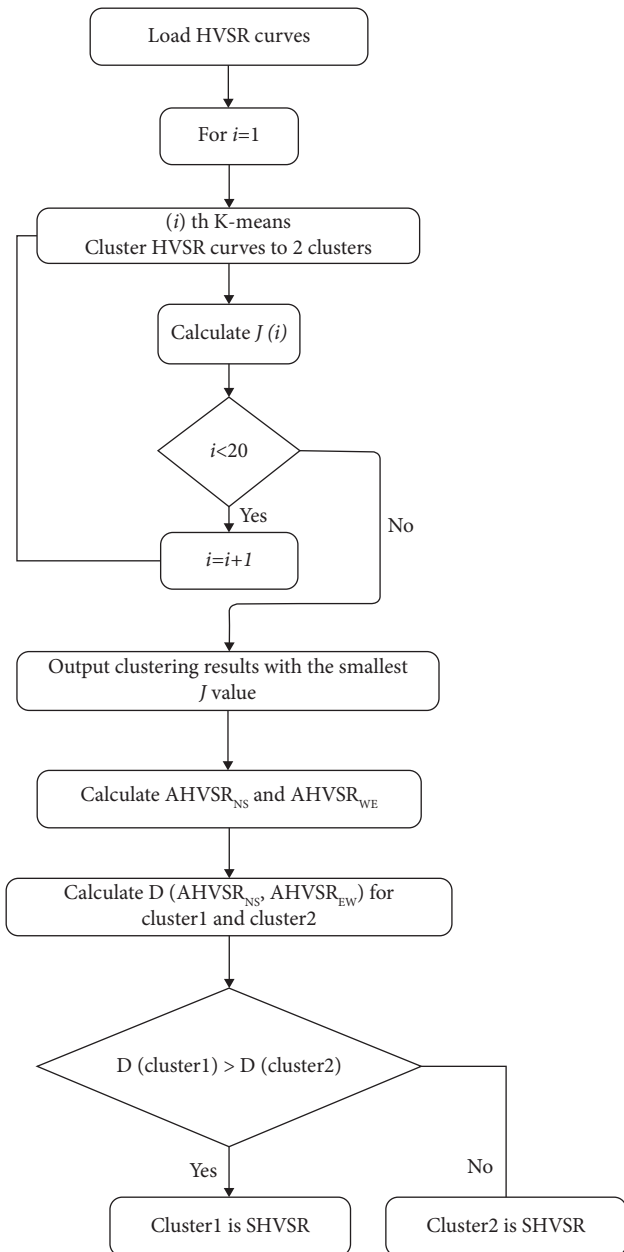 Load HVSR curves
For i=1
(i) th K-means
Cluster HVSR curves to 2 clusters
Calculate J (i)
i<20
Yes
No
i=i+1
Output clustering results with the smallest
J value
Calculate AHVSR_NS and AHVSR_WE
Calculate D (AHVSR_NS, AHVSR_EW) for
cluster1 and cluster2
D (cluster1) > D (cluster2)
Yes
No
Cluster1 is SHVSR
Cluster2 is SHVSR